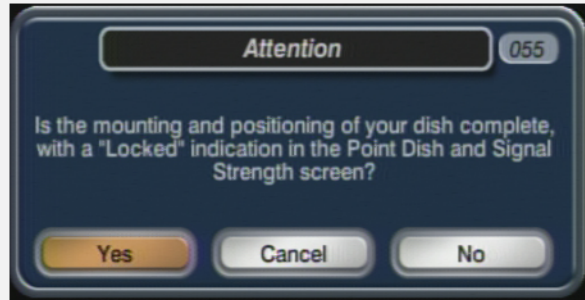 Attention
055
Is the mounting and positioning of your dish complete,
with a "Locked" indication in the Point Dish and Signal
Strength screen?
Yes
Cancel
No